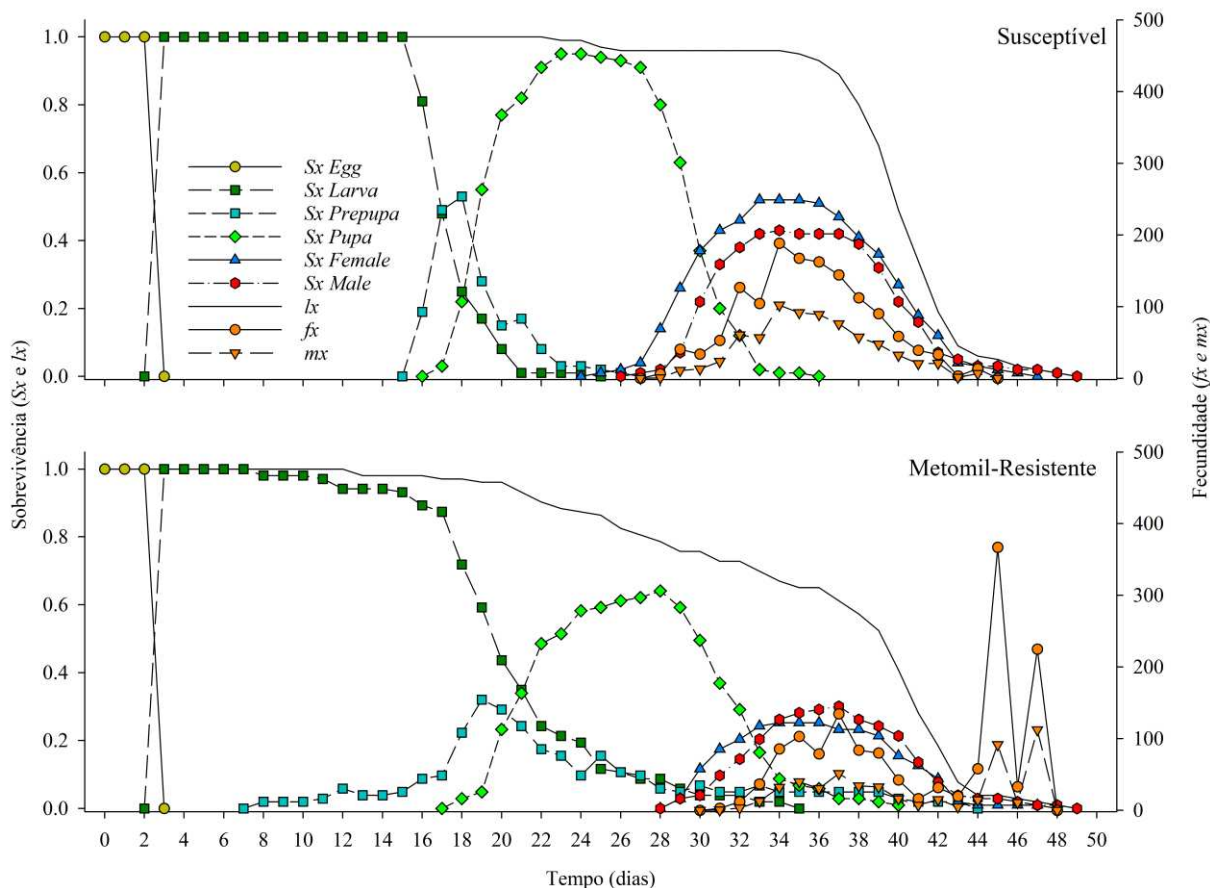 Susceptível
1.0
0.8
0.6
0.4
0.2
0.0
500
400
300
200
100
0
Sx Egg
Sx Larva
Sx Prepupa
Sx Pupa
Sx Female
Sx Male
lx
fx
mx
Sobrevivência (Sx e lx)
Fecundidade (fx e mx)
Metomil-Resistente
1.0
0.8
0.6
0.4
0.2
0.0
500
400
300
200
100
0
0 2 4 6 8 10 12 14 16 18 20 22 24 26 28 30 32 34 36 38 40 42 44 46 48 50
Tempo (dias)